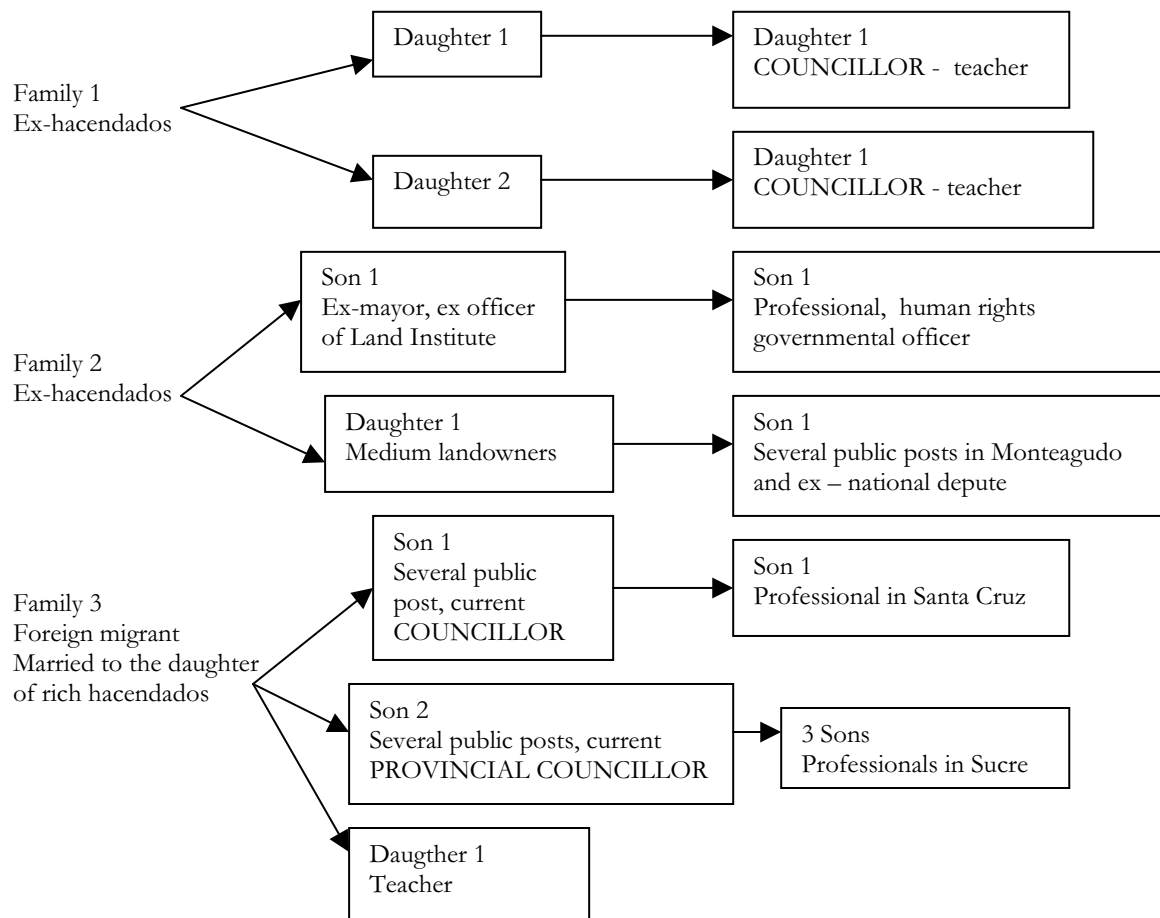 Family 1
Ex-hacendados
Daughter 1
Daughter 1
COUNCILLOR -  teacher
Daughter 2
Daughter 1
COUNCILLOR - teacher
Family 2
Ex-hacendados
Son 1
Ex-mayor, ex officer
of Land Institute
Son 1
Professional,  human rights
governmental officer
Daughter 1
Medium landowners
Son 1
Several public posts in Monteagudo
and ex – national depute
Family 3
Foreign migrant
Married to the daughter
of rich hacendados
Son 1
Several public
post, current
COUNCILLOR
Son 1
Professional in Santa Cruz
Son 2
Several public posts, current
PROVINCIAL COUNCILLOR
3 Sons
Professionals in Sucre
Daugther 1
Teacher